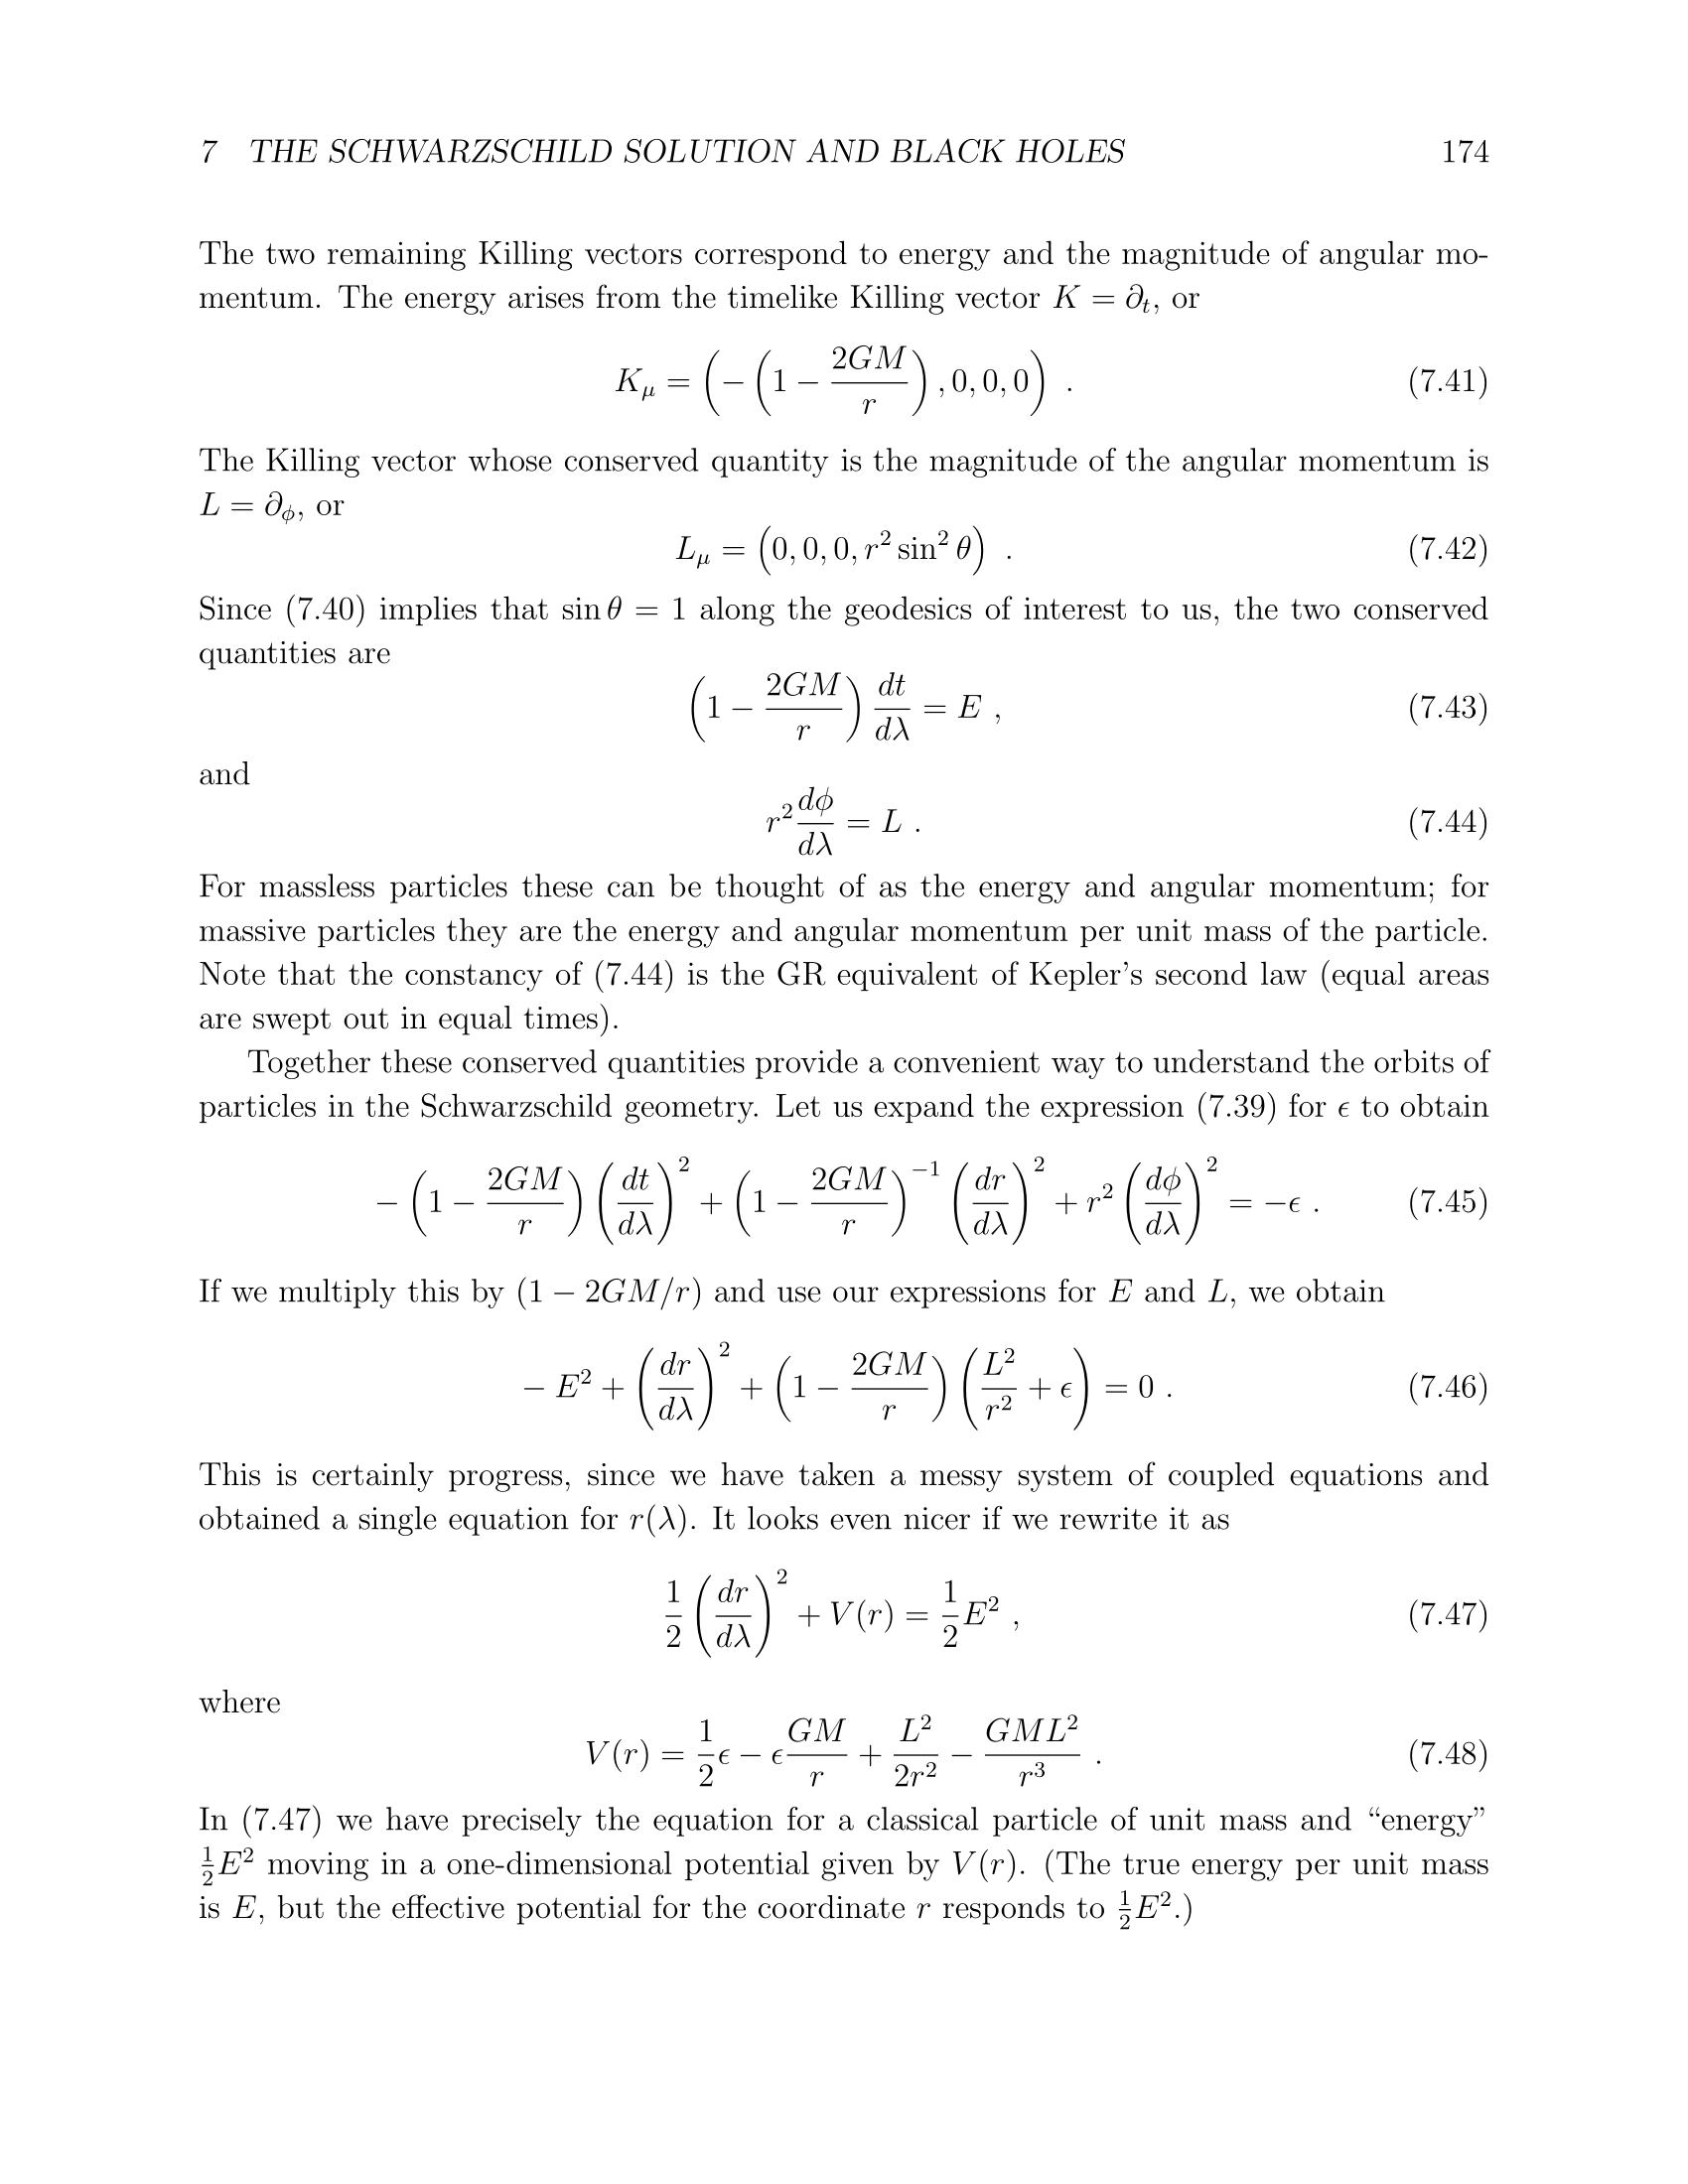 7 THE SCHWARZSCHILD SOLUTION AND BLACK HOLES 174
The two remaining Killing vectors correspond to energy and the magnitude of angular mo-
mentum. The energy arises from the timelike Killing vector $K = \partial_t$, or
$$K_\mu = \left(-\left(1 - \frac{2GM}{r}\right), 0, 0, 0\right) .$$ (7.41)
The Killing vector whose conserved quantity is the magnitude of the angular momentum is
$L = \partial_\phi$, or
$$L_\mu = \left(0, 0, 0, r^2 \sin^2\theta\right) .$$ (7.42)
Since (7.40) implies that $\sin\theta = 1$ along the geodesics of interest to us, the two conserved
quantities are
$$\left(1 - \frac{2GM}{r}\right)\frac{dt}{d\lambda} = E ,$$ (7.43)
and
$$r^2\frac{d\phi}{d\lambda} = L .$$ (7.44)
For massless particles these can be thought of as the energy and angular momentum; for
massive particles they are the energy and angular momentum per unit mass of the particle.
Note that the constancy of (7.44) is the GR equivalent of Kepler's second law (equal areas
are swept out in equal times).
Together these conserved quantities provide a convenient way to understand the orbits of
particles in the Schwarzschild geometry. Let us expand the expression (7.39) for $\epsilon$ to obtain
$$-\left(1 - \frac{2GM}{r}\right)\left(\frac{dt}{d\lambda}\right)^2 + \left(1 - \frac{2GM}{r}\right)^{-1}\left(\frac{dr}{d\lambda}\right)^2 + r^2\left(\frac{d\phi}{d\lambda}\right)^2 = -\epsilon .$$ (7.45)
If we multiply this by $(1 - 2GM/r)$ and use our expressions for $E$ and $L$, we obtain
$$-E^2 + \left(\frac{dr}{d\lambda}\right)^2 + \left(1 - \frac{2GM}{r}\right)\left(\frac{L^2}{r^2} + \epsilon\right) = 0 .$$ (7.46)
This is certainly progress, since we have taken a messy system of coupled equations and
obtained a single equation for $r(\lambda)$. It looks even nicer if we rewrite it as
$$\frac{1}{2}\left(\frac{dr}{d\lambda}\right)^2 + V(r) = \frac{1}{2}E^2 ,$$ (7.47)
where
$$V(r) = \frac{1}{2}\epsilon - \epsilon\frac{GM}{r} + \frac{L^2}{2r^2} - \frac{GML^2}{r^3} .$$ (7.48)
In (7.47) we have precisely the equation for a classical particle of unit mass and “energy”
$\frac{1}{2}E^2$ moving in a one-dimensional potential given by $V(r)$. (The true energy per unit mass
is $E$, but the effective potential for the coordinate $r$ responds to $\frac{1}{2}E^2$.)